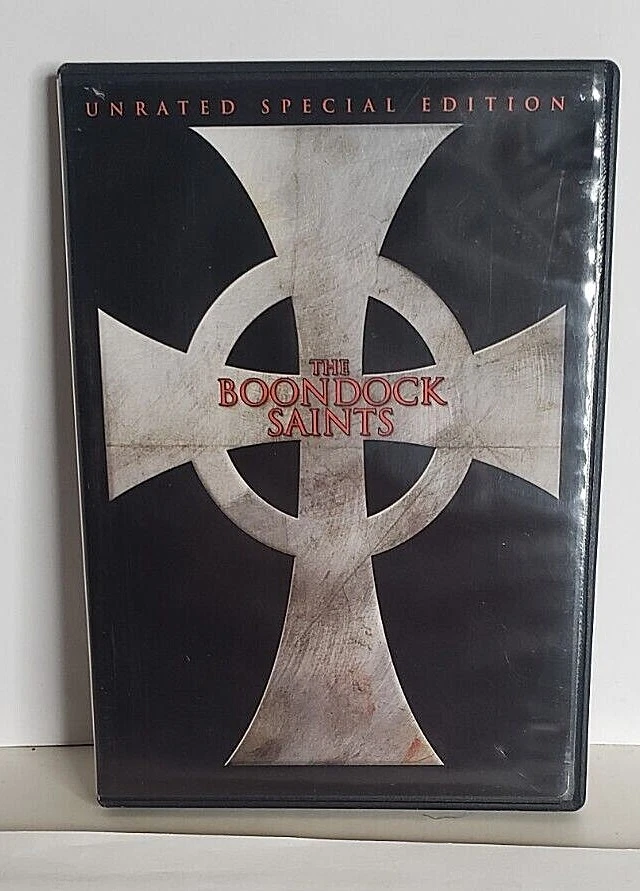 UNRATED SPECIAL EDITION
THE
BOONDOCK
SAINTS